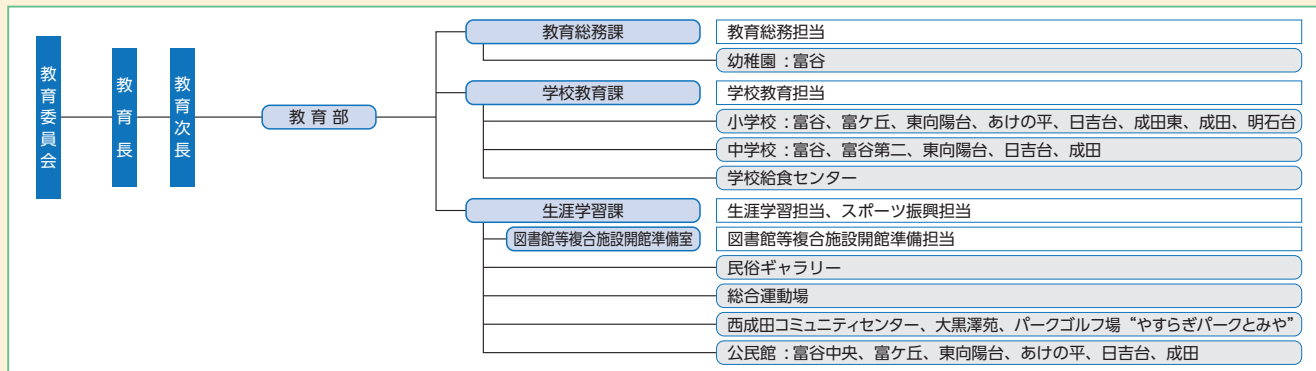 教育委員会
教育長
教育次長
教育部
教育総務課
教育総務担当
幼稚園：富谷
学校教育課
学校教育担当
小学校：富谷、富ケ丘、東向陽台、あけの平、日吉台、成田東、成田、明石台
中学校：富谷、富谷第二、東向陽台、日吉台、成田
学校給食センター
生涯学習課
生涯学習担当、スポーツ振興担当
図書館等複合施設開館準備室
図書館等複合施設開館準備担当
民俗ギャラリー
総合運動場
西成田コミュニティセンター、大黒澤苑、パークゴルフ場“やすらぎパークとみや”
公民館：富谷中央、富ケ丘、東向陽台、あけの平、日吉台、成田